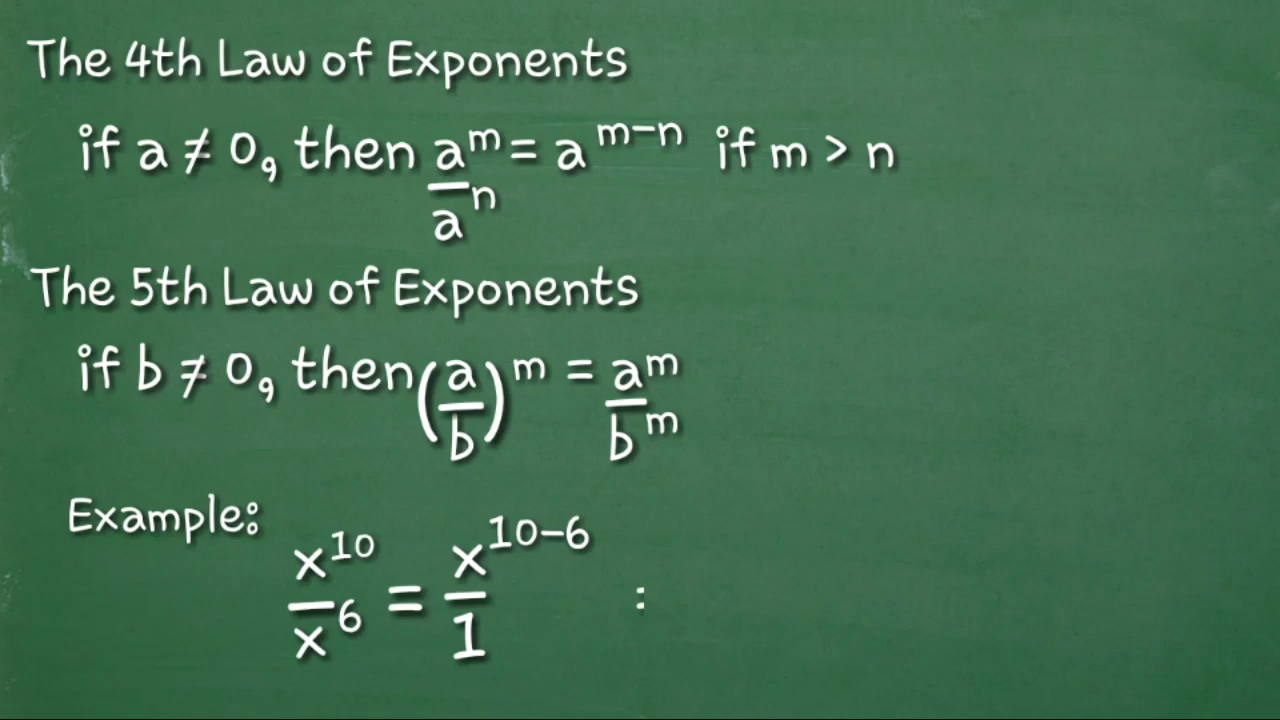 The 4th Law of Exponents
if a ≠ 0, then a^m/a^n = a^(m-n) if m > n
The 5th Law of Exponents
if b ≠ 0, then (a/b)^m = a^m/b^m
Example:
x^10/x^6 = x^(10-6)/1 :